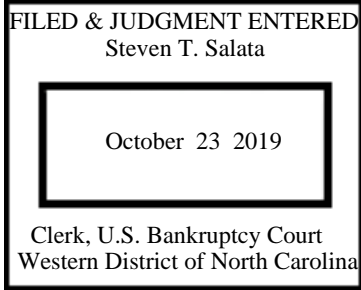 FILED & JUDGMENT ENTERED
Steven T. Salata
October 23 2019
Clerk, U.S. Bankruptcy Court
Western District of North Carolina